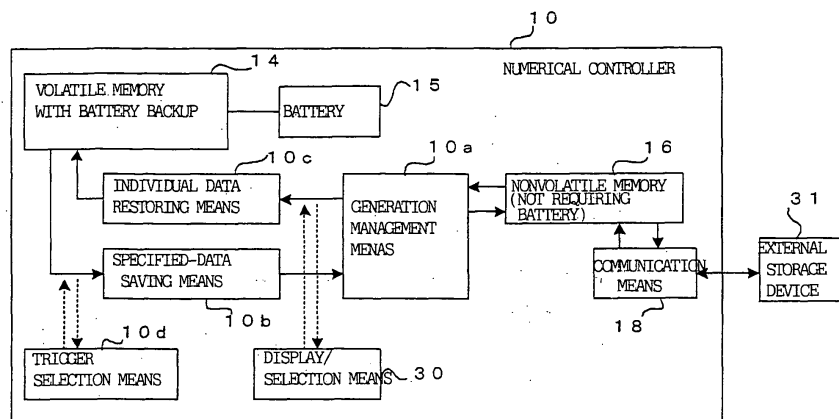 10
NUMERICAL CONTROLLER
14
VOLATILE MEMORY
WITH BATTERY BACKUP
15
BATTERY
10c
INDIVIDUAL DATA
RESTORING MEANS
10a
GENERATION
MANAGEMENT
MENAS
16
NONVOLATILE MEMORY
(NOT REQUIRING
BATTERY)
31
EXTERNAL
STORAGE
DEVICE
SPECIFIED-DATA
SAVING MEANS
10b
COMMUNICATION
MEANS
18
10d
TRIGGER
SELECTION MEANS
DISPLAY/
SELECTION MEANS
30